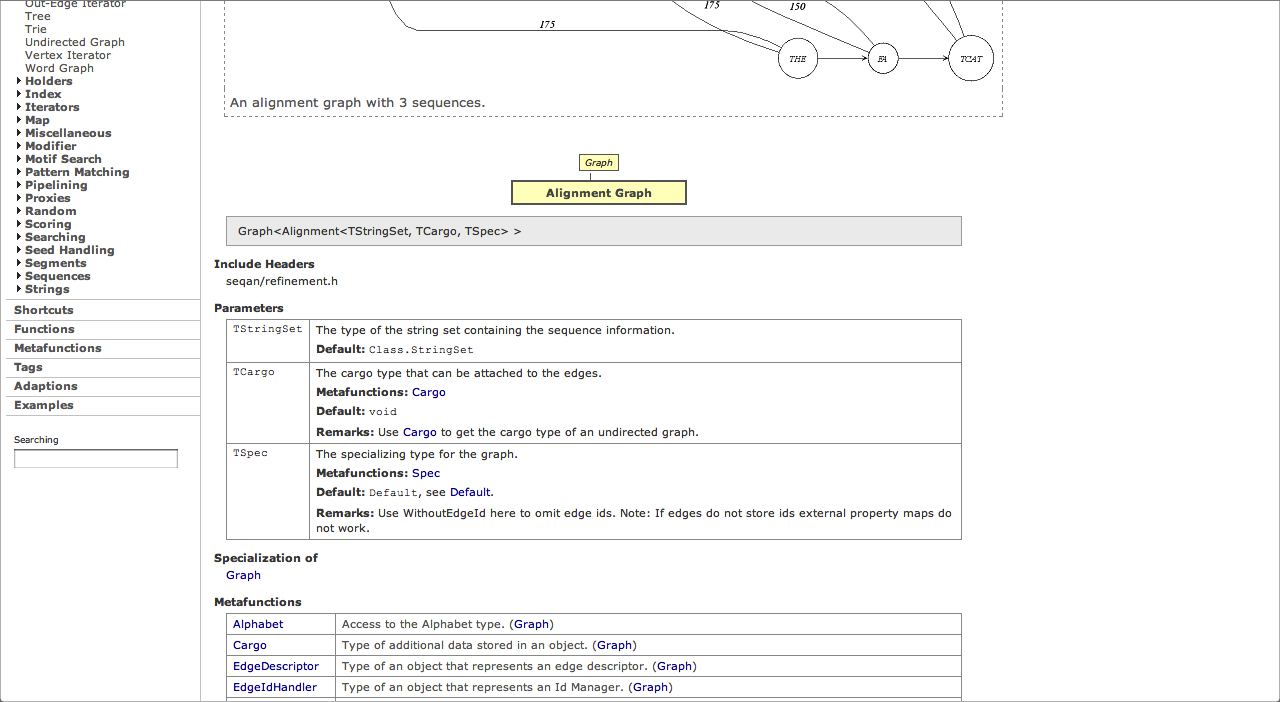 Out-Edge Iterator
Tree
Trie
Undirected Graph
Vertex Iterator
Word Graph
Holders
Index
Iterators
Map
Miscellaneous
Modifier
Motif Search
Pattern Matching
Pipelining
Proxies
Random
Scoring
Searching
Seed Handling
Segments
Sequences
Strings
Shortcuts
Functions
Metafunctions
Tags
Adaptions
Examples
Searching
175
175
150
THE
FA
TCAT
An alignment graph with 3 sequences.
Graph
Alignment Graph
Graph<Alignment<TStringSet, TCargo, TSpec> >
Include Headers
seqan/refinement.h
Parameters
TStringSet The type of the string set containing the sequence information.
Default: Class.StringSet
TCargo The cargo type that can be attached to the edges.
Metafunctions: Cargo
Default: void
Remarks: Use Cargo to get the cargo type of an undirected graph.
TSpec The specializing type for the graph.
Metafunctions: Spec
Default: Default, see Default.
Remarks: Use WithoutEdgeId here to omit edge ids. Note: If edges do not store ids external property maps do
not work.
Specialization of
Graph
Metafunctions
Alphabet Access to the Alphabet type. (Graph)
Cargo Type of additional data stored in an object. (Graph)
EdgeDescriptor Type of an object that represents an edge descriptor. (Graph)
EdgeIdHandler Type of an object that represents an Id Manager. (Graph)